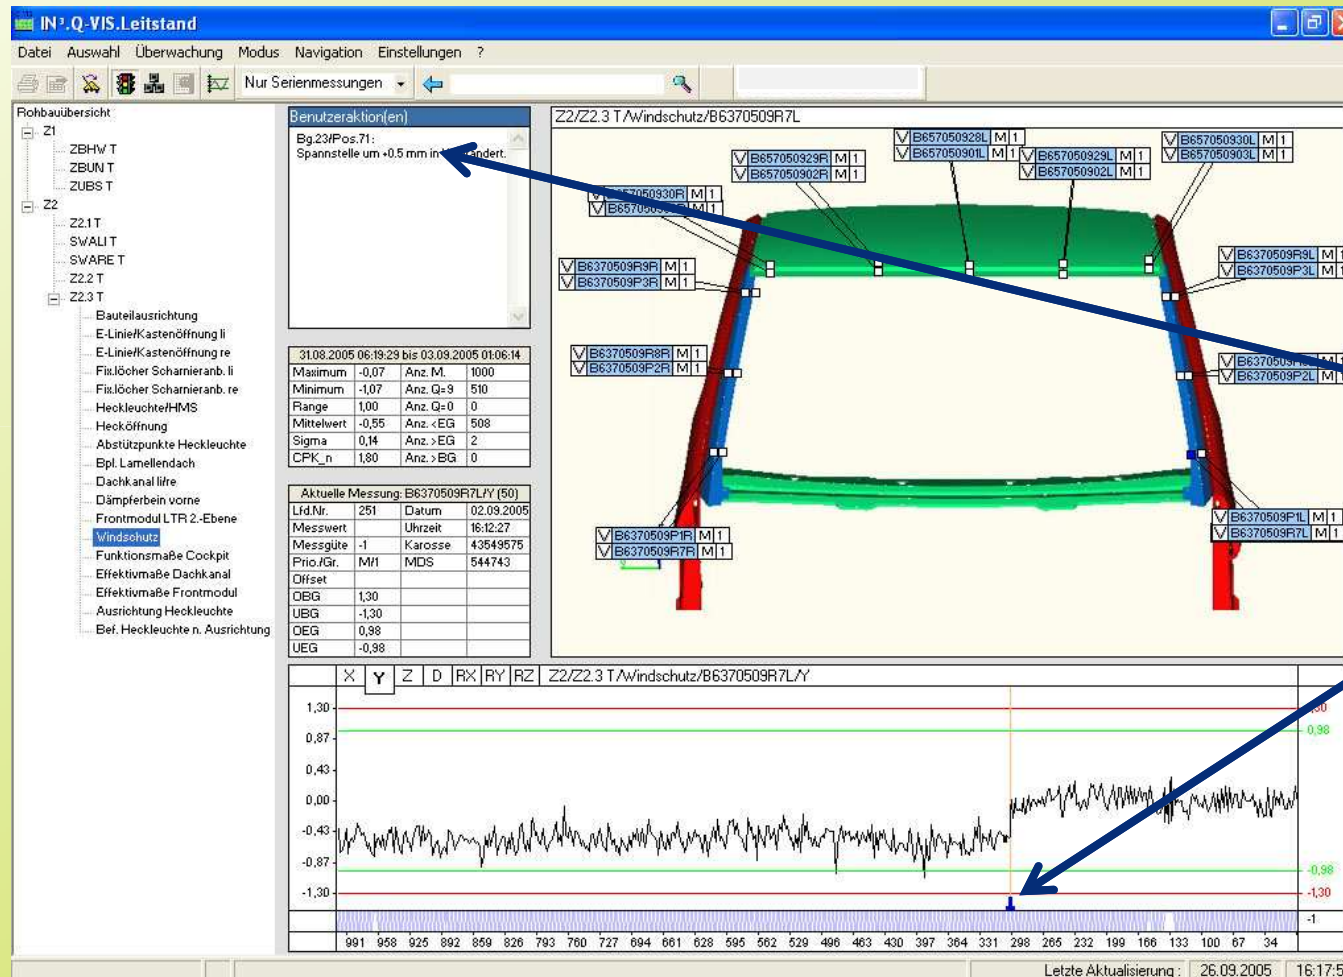 IN³.Q-VIS.Leitstand
Datei Auswahl Überwachung Modus Navigation Einstellungen ?
Nur Serienmessungen
Rohbauübersicht
Z1
ZBHW T
ZBUN T
ZUBS T
Z2
Z2.1 T
SWALI T
SWARE T
Z2.2 T
Z2.3 T
Bauteilausrichtung
E-Linie/Kastenöffnung li
E-Linie/Kastenöffnung re
Fix.löcher Scharnieranb. li
Fix.löcher Scharnieranb. re
Heckleuchte/HMS
Hecköffnung
Abstützpunkte Heckleuchte
Bpl. Lamellendach
Dachkanal li/re
Dämpferbein vorne
Frontmodul LTR 2.-Ebene
Windschutz
Funktionsmaße Cockpit
Effektivmaße Dachkanal
Effektivmaße Frontmodul
Ausrichtung Heckleuchte
Bef. Heckleuchte n. Ausrichtung
Benutzeraktion(en)
Bg.23/Pos.71:
Spannstelle um +0.5 mm in
31.08.2005 06:19:29 bis 03.09.2005 01:06:14
Maximum -0,07 Anz. M. 1000
Minimum -1,07 Anz. Q=9 510
Range 1,00 Anz. Q=0 0
Mittelwert -0,55 Anz. <EG 508
Sigma 0,14 Anz. >EG 2
CPK_n 1,80 Anz. >BG 0
Aktuelle Messung: B6370509R7L/Y (50)
Lfd.Nr. 251 Datum 02.09.2005
Messwert Uhrzeit 16:12:27
Messgüte -1 Karosse 43549575
Prio./Gr. M/1 MDS 544743
Offset
OBG 1,30
UBG -1,30
OEG 0,98
UEG -0,98
Z2/Z2.3 T/Windschutz/B6370509R7L
B657050928L M 1
B657050901L M 1
B657050930L M 1
B657050903L M 1
B657050929R M 1
B657050902R M 1
B657050929L M 1
B657050902L M 1
B657050930R M 1
M 1
B6370509R9R M 1
B6370509P3R M 1
B6370509R9L M 1
B6370509P3L M 1
B6370509R8R M 1
B6370509P2R M 1
B6370509P2L M 1
B6370509P1R M 1
B6370509R7R M 1
B6370509P1L M 1
B6370509R7L M 1
X Y Z D RX RY RZ Z2/Z2.3 T/Windschutz/B6370509R7L/Y
1,30
0,87
0,43
0,00
-0,43
-0,87
-1,30
0,98
-0,98
-1,30
-1
991 958 925 892 859 826 793 760 727 694 661 628 595 562 529 496 463 430 397 364 331 298 265 232 199 166 133 100 67 34
Letzte Aktualisierung : 26.09.2005